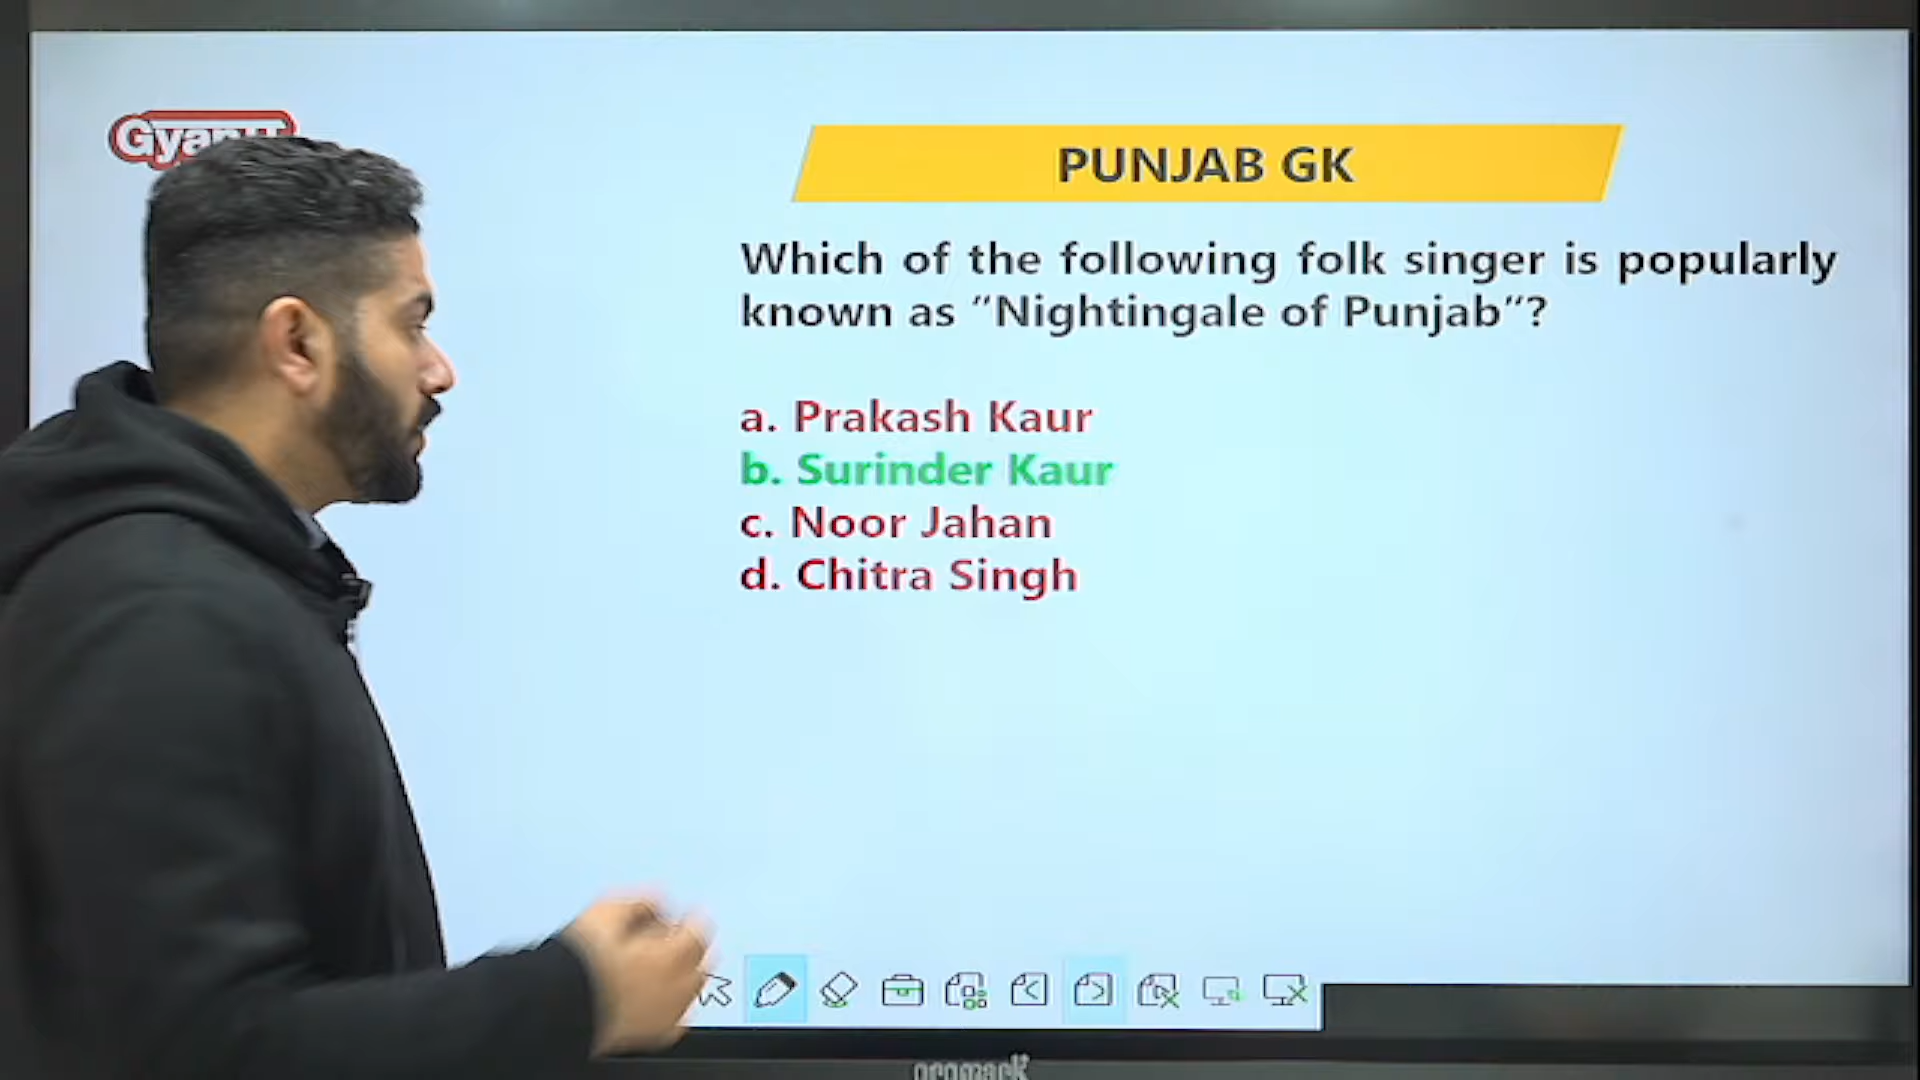 PUNJAB GK
Which of the following folk singer is popularly
known as “Nightingale of Punjab“?
a. Prakash Kaur
b. Surinder Kaur
c. Noor Jahan
d. Chitra Singh